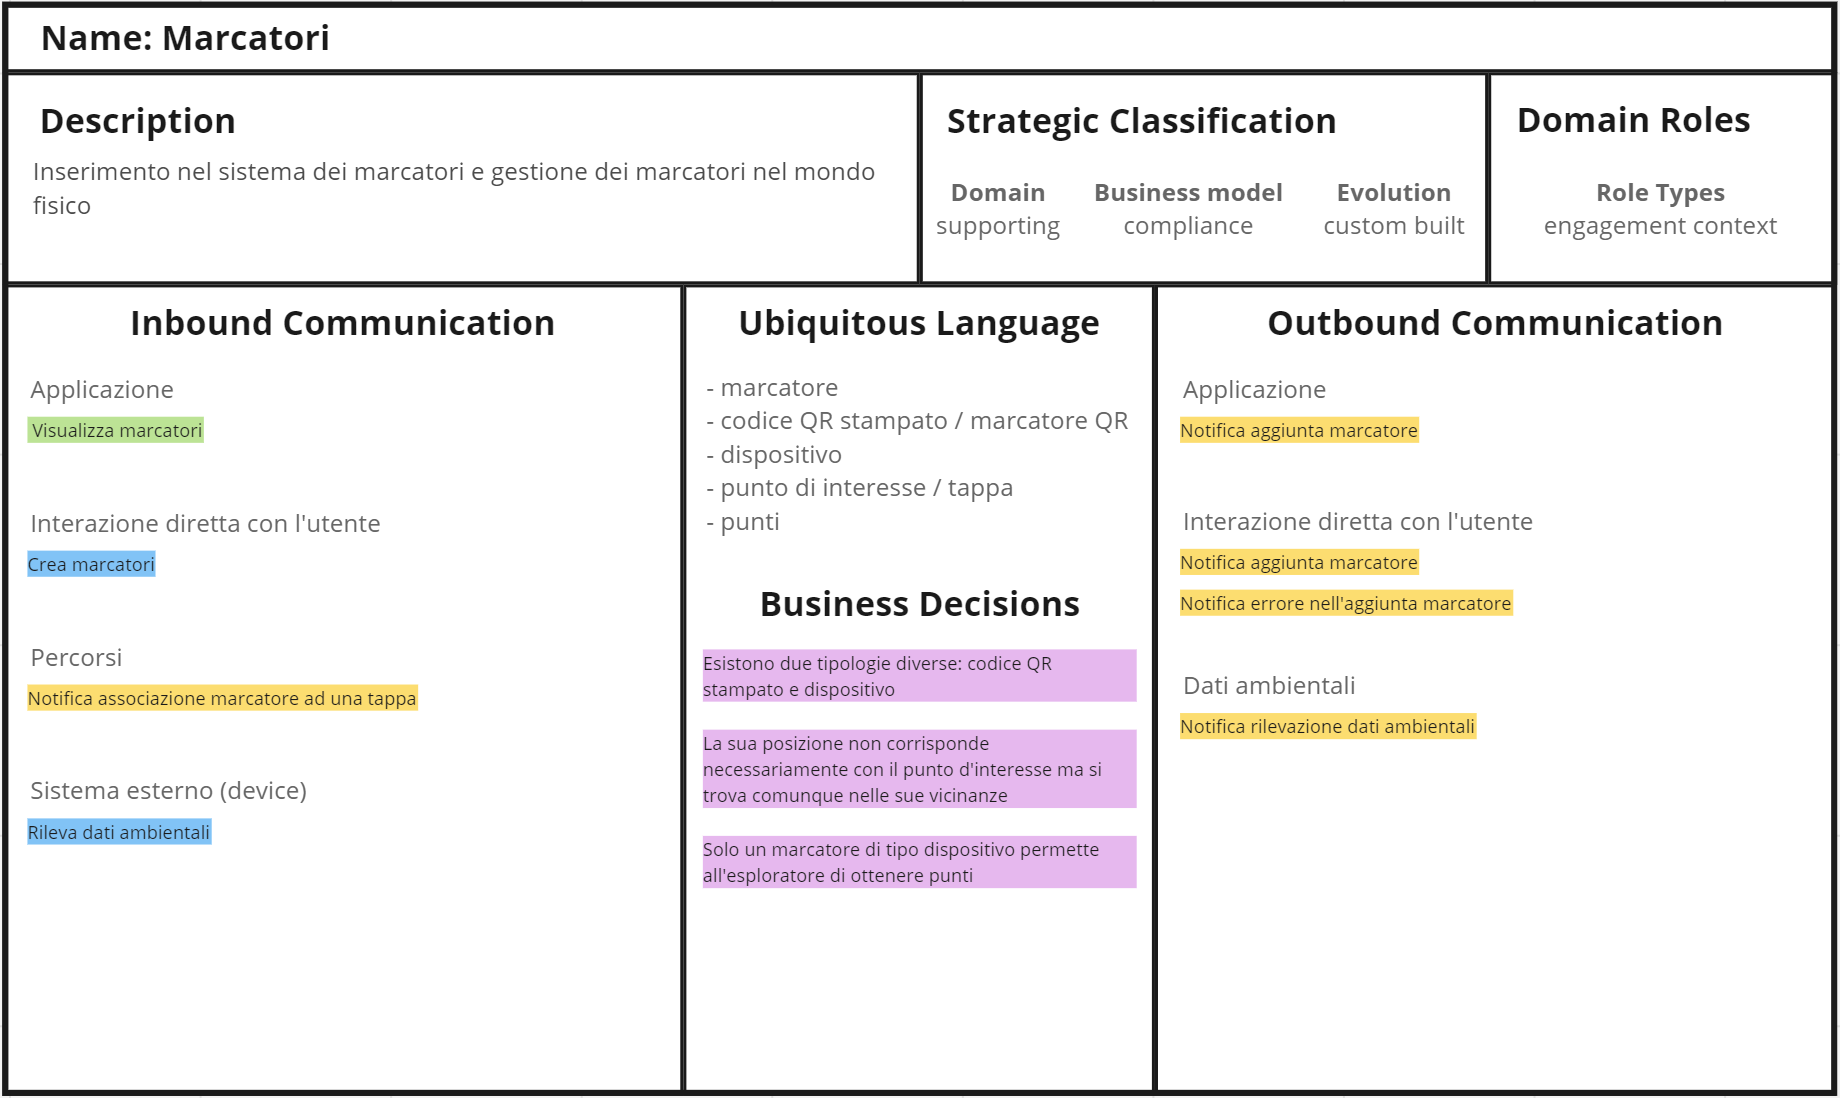 Name: Marcatori
Description
Inserimento nel sistema dei marcatori e gestione dei marcatori nel mondo
fisico
Strategic Classification
Domain
supporting
Business model
compliance
Evolution
custom built
Domain Roles
Role Types
engagement context
Inbound Communication
Applicazione
Visualizza marcatori
Interazione diretta con l'utente
Crea marcatori
Percorsi
Notifica associazione marcatore ad una tappa
Sistema esterno (device)
Rileva dati ambientali
Ubiquitous Language
- marcatore
- codice QR stampato / marcatore QR
- dispositivo
- punto di interesse / tappa
- punti
Business Decisions
Esistono due tipologie diverse: codice QR
stampato e dispositivo
La sua posizione non corrisponde
necessariamente con il punto d'interesse ma si
trova comunque nelle sue vicinanze
Solo un marcatore di tipo dispositivo permette
all'esploratore di ottenere punti
Outbound Communication
Applicazione
Notifica aggiunta marcatore
Interazione diretta con l'utente
Notifica aggiunta marcatore
Notifica errore nell'aggiunta marcatore
Dati ambientali
Notifica rilevazione dati ambientali